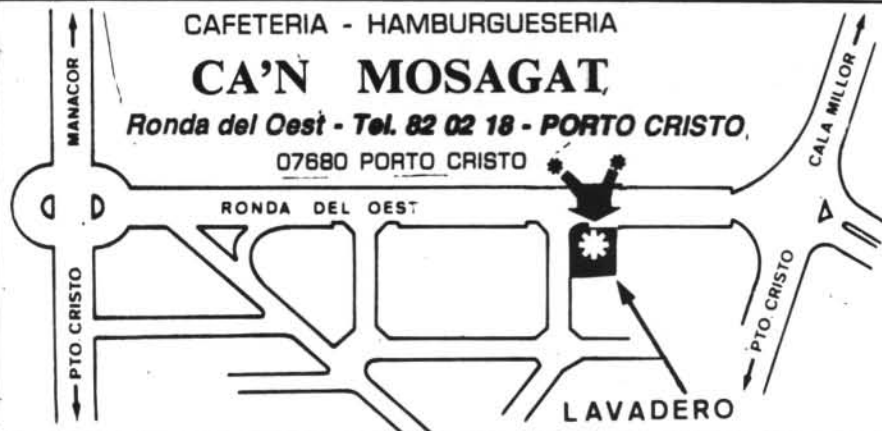 CAFETERIA - HAMBURGUESERIA
CA'N MOSAGAT
Ronda del Oest - Tel. 82 02 18 - PORTO CRISTO
07680 PORTO CRISTO
MANACOR
CALA MILLOR
RONDA DEL OEST
PTO. CRISTO
PTO. CRISTO
LAVADERO